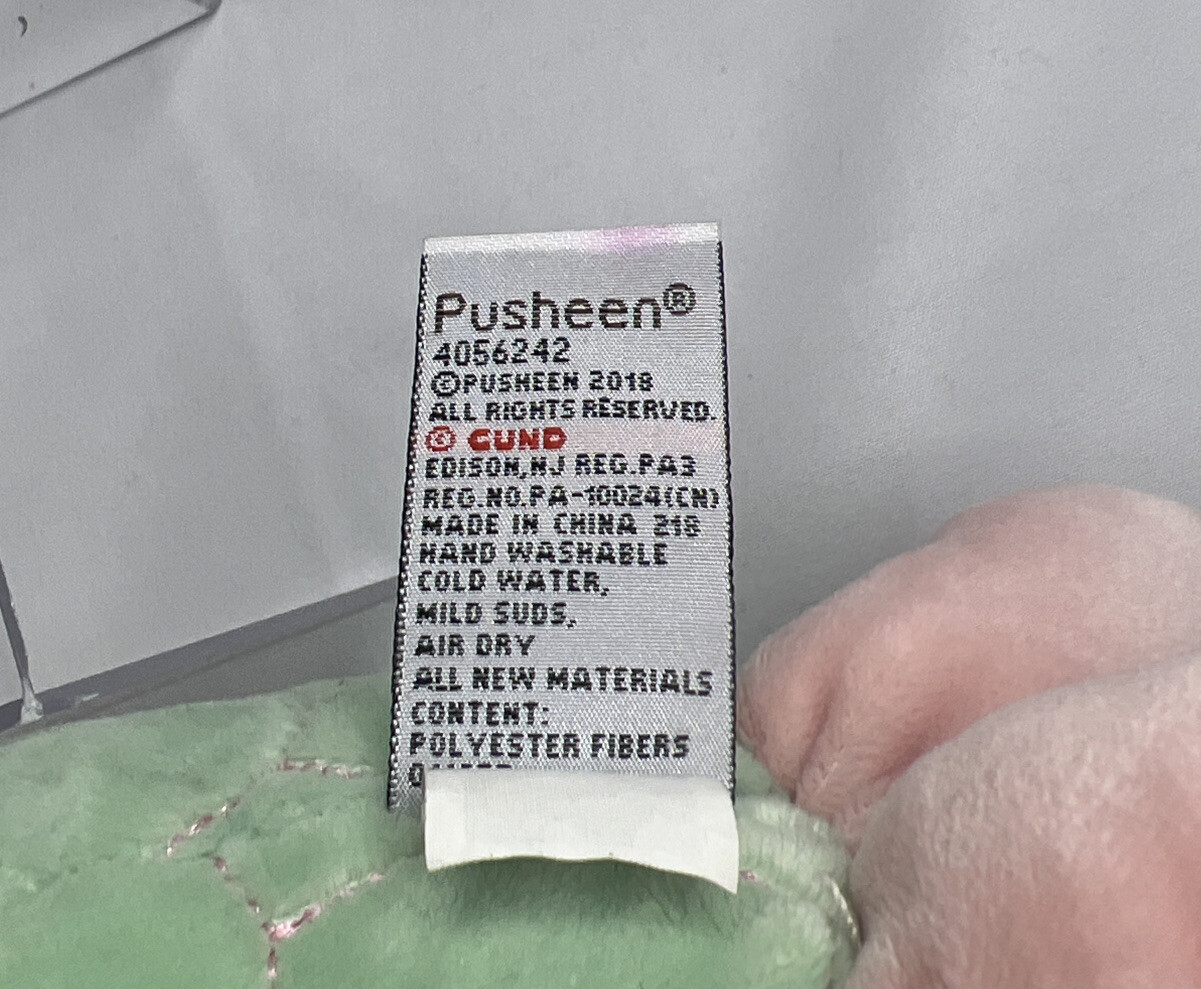 Pusheen®
4056242
©PUSHEEN 2018
ALL RIGHTS RESERVED.
© GUND
EDISON,NJ REG.PA3
REG.NO.PA-10024(CN)
MADE IN CHINA 218
HAND WASHABLE
COLD WATER,
MILD SUDS,
AIR DRY
ALL NEW MATERIALS
CONTENT:
POLYESTER FIBERS